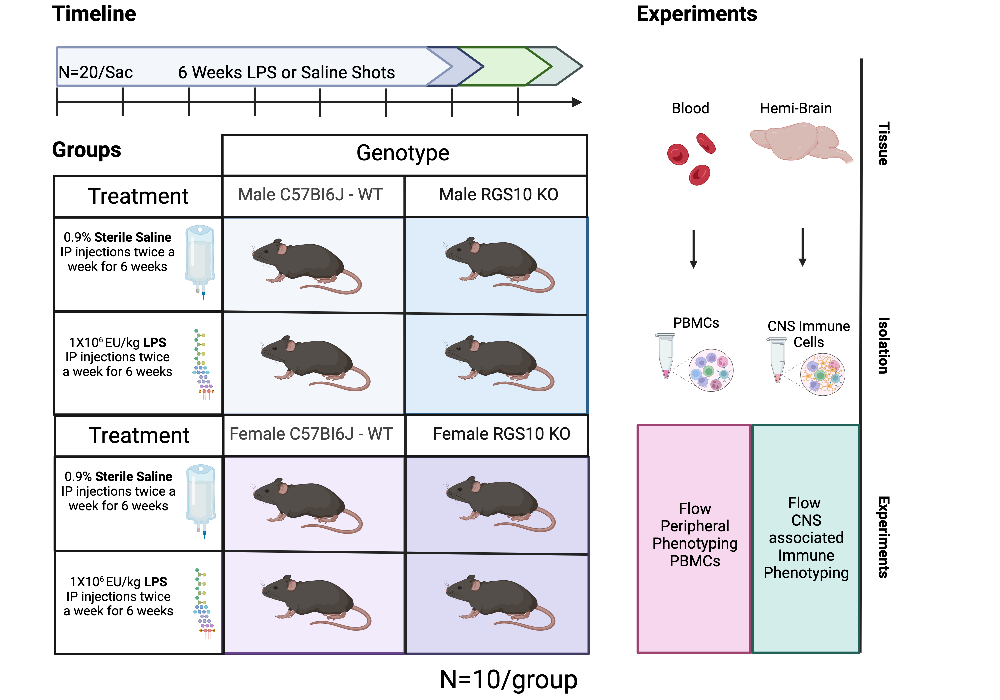 Timeline
N=20/Sac
6 Weeks LPS or Saline Shots
Groups
Genotype
Treatment
Male C57BI6J - WT
Male RGS10 KO
0.9% Sterile Saline
IP injections twice a
week for 6 weeks
1X10⁶ EU/kg LPS
IP injections twice
a week for 6 weeks
Treatment
Female C57BI6J - WT
Female RGS10 KO
0.9% Sterile Saline
IP injections twice a
week for 6 weeks
1X10⁶ EU/kg LPS
IP injections twice
a week for 6 weeks
N=10/group
Experiments
Blood
Hemi-Brain
Tissue
PBMCs
CNS Immune
Cells
Isolation
Flow
Peripheral
Phenotyping
PBMCs
Flow
CNS
associated
Immune
Phenotyping
Experiments